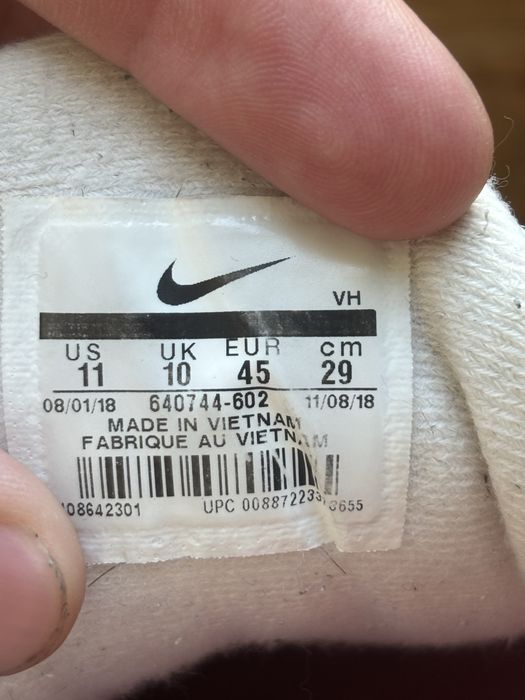 VH
US UK EUR cm
11 10 45 29
08/01/18 640744-602 11/08/18
MADE IN VIETNAM
FABRIQUE AU VIETNAM
UPC